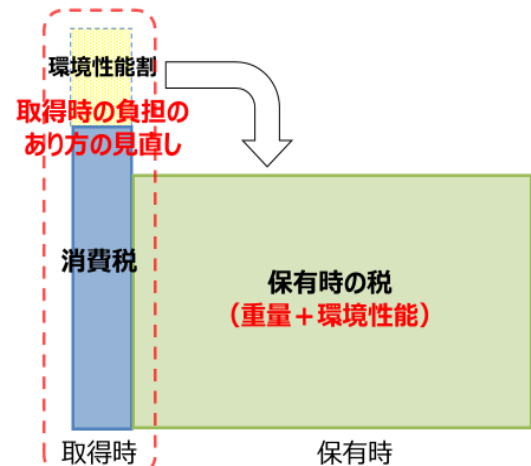 環境性能割
取得時の負担の
あり方の見直し
消費税
保有時の税
（重量＋環境性能）
取得時
保有時